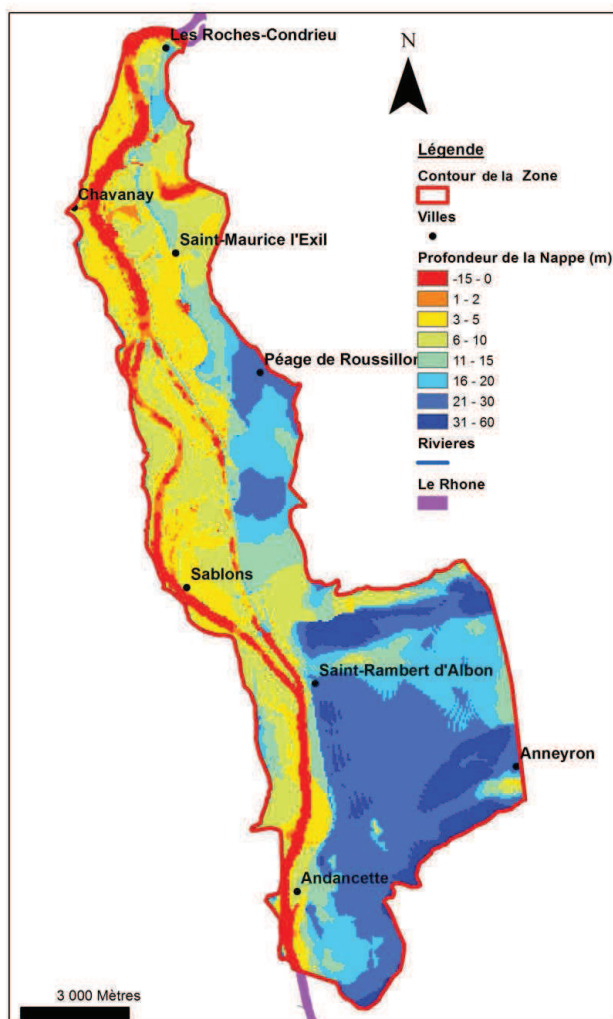 Les Roches-Condrieu
N
Légende
Contour de la Zone
Chavanay
Villes
Saint-Maurice l'Exil
Profondeur de la Nappe (m)
-15 - 0
1 - 2
3 - 5
6 - 10
11 - 15
Péage de Roussillon
16 - 20
21 - 30
31 - 60
Rivieres
Le Rhone
Sablons
Saint-Rambert d'Albon
Anneyron
Andancette
3 000 Mètres